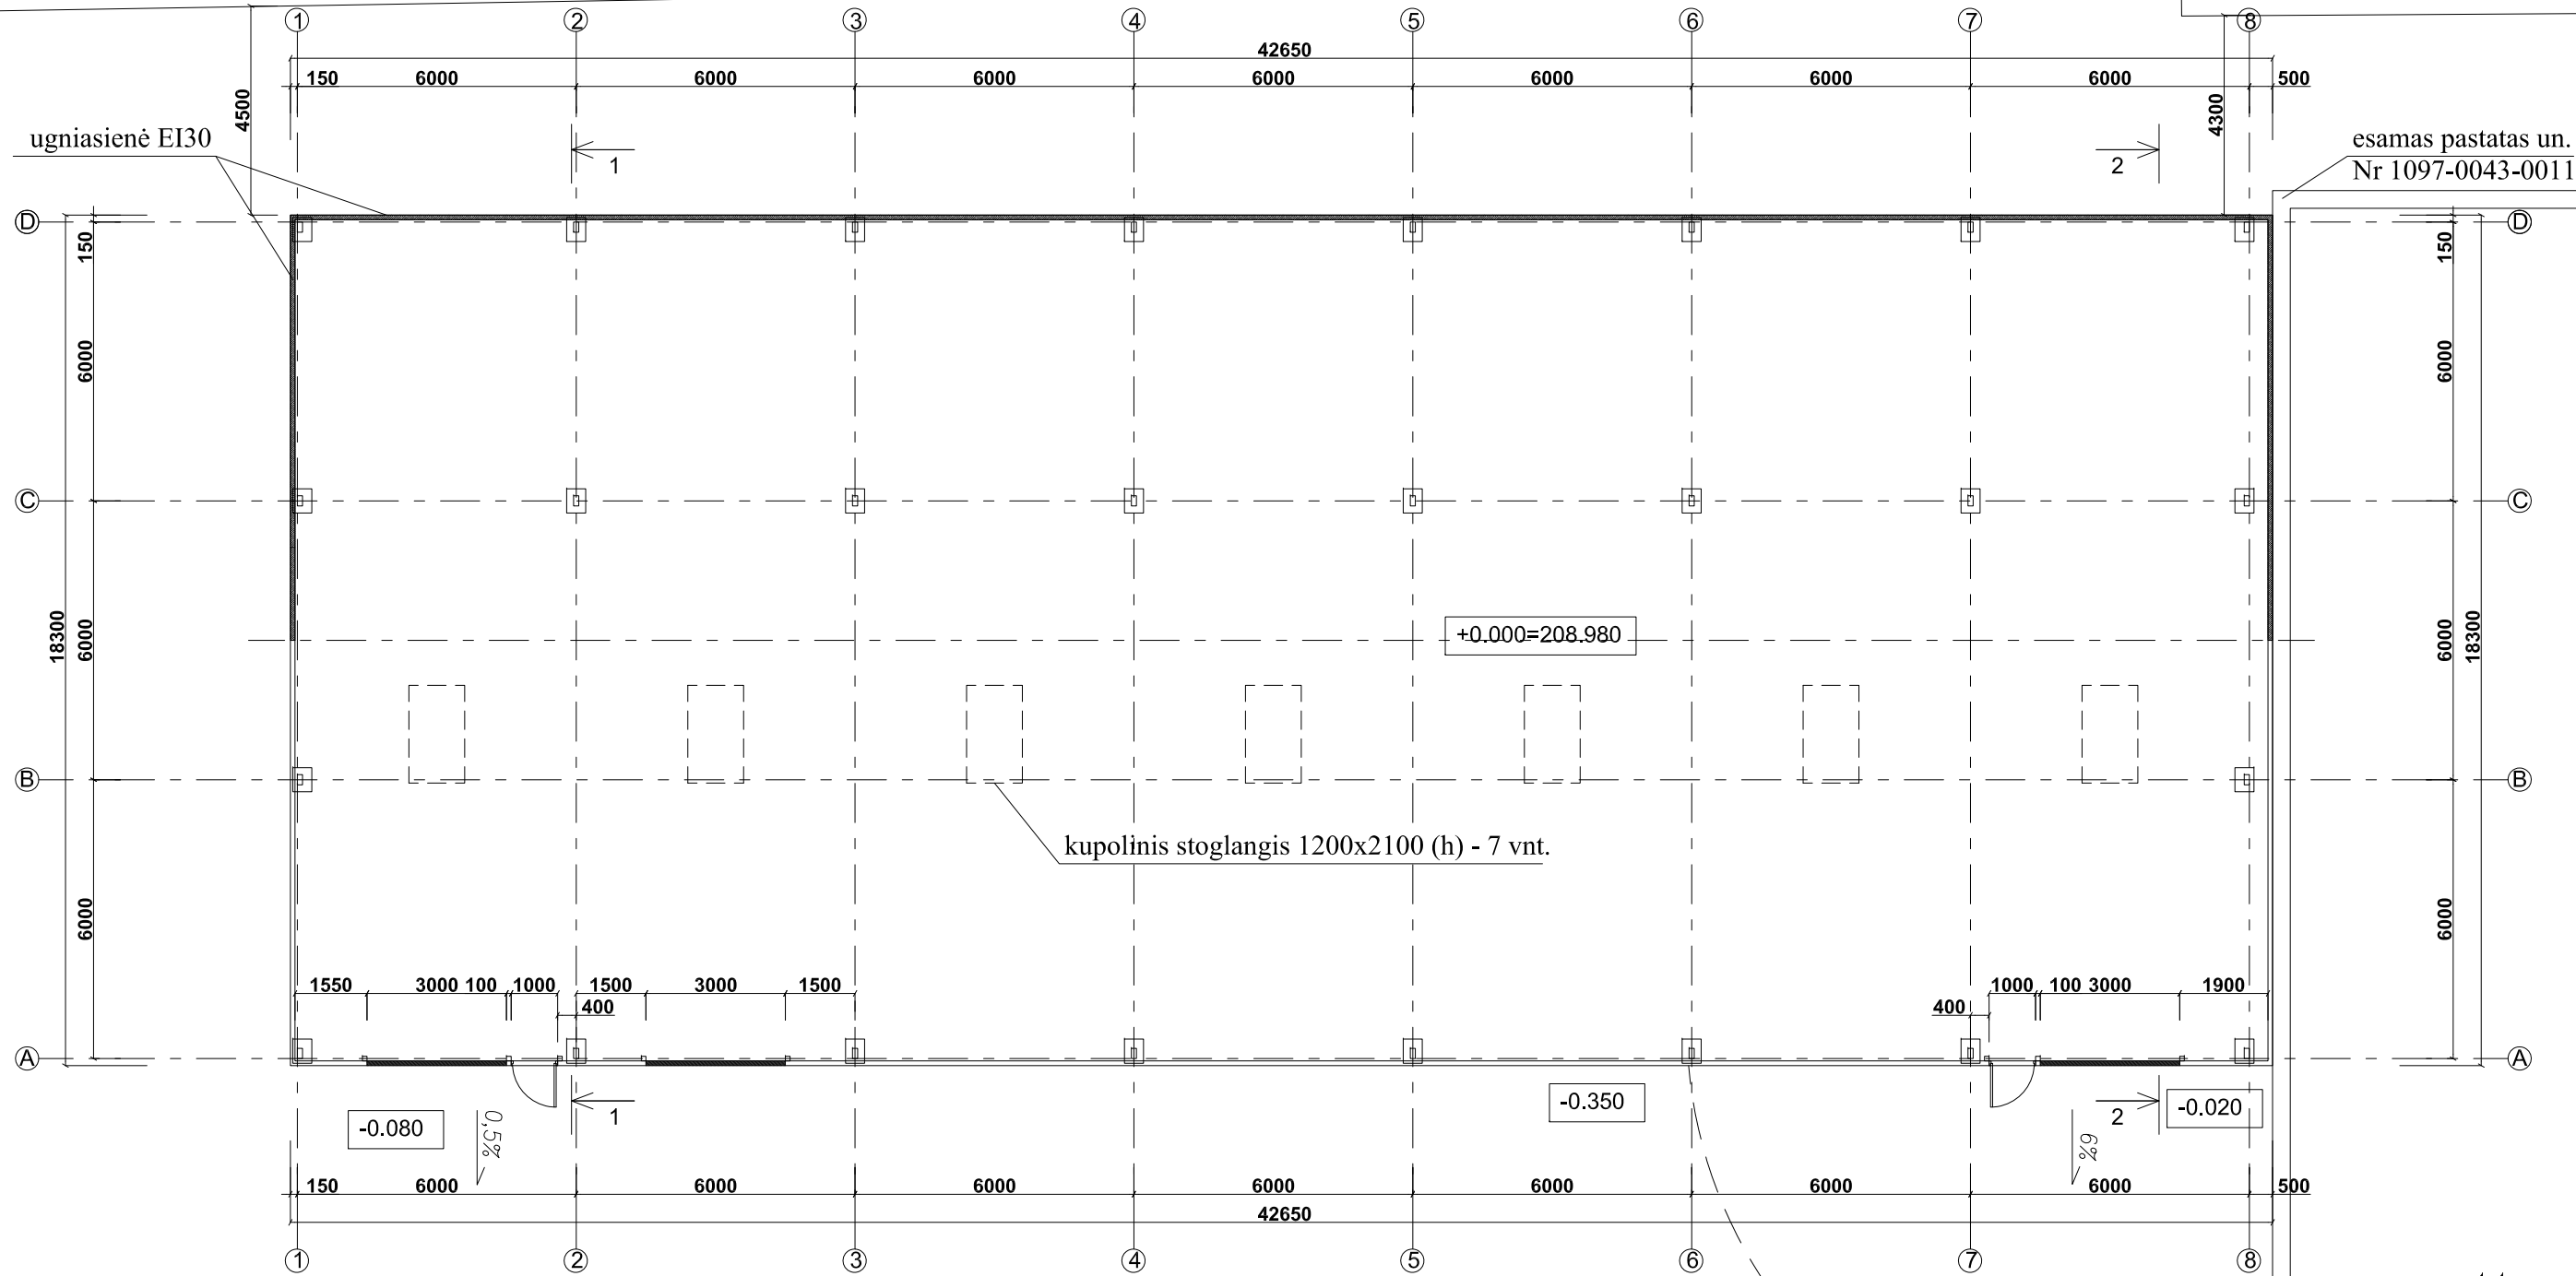 1 2 3 4 5 6 7 8
42650
150 6000 6000 6000 6000 6000 6000 6000 500
4500
4300
ugniasienė EI30
1
2
esamas pastatas un.
Nr 1097-0043-0011
D
D
150
150
6000
6000
C
C
18300
6000
+0.000=208.980
6000
18300
B
B
kupolinis stoglangis 1200x2100 (h) - 7 vnt.
6000
6000
1550 3000 100 1000 1500 3000 1500
1000 100 3000 1900
400
400
A
A
-0.080
0,5%
1
-0.350
6%
2
-0.020
150 6000 6000 6000 6000 6000 6000 6000 500
42650
1 2 3 4 5 6 7 8